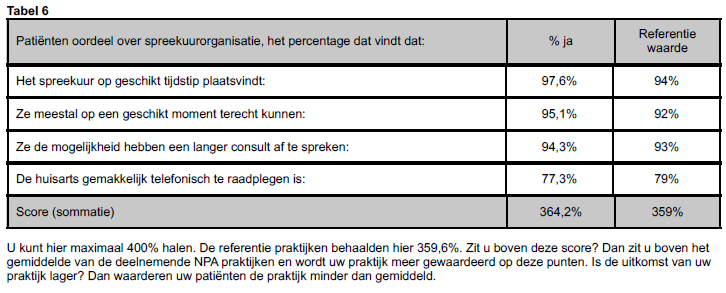 Tabel 6
Patiënten oordeel over spreekuurorganisatie, het percentage dat vindt dat: % ja Referentie waarde
Het spreekuur op geschikt tijdstip plaatsvindt: 97,6% 94%
Ze meestal op een geschikt moment terecht kunnen: 95,1% 92%
Ze de mogelijkheid hebben een langer consult af te spreken: 94,3% 93%
De huisarts gemakkelijk telefonisch te raadplegen is: 77,3% 79%
Score (sommatie) 364,2% 359%
U kunt hier maximaal 400% halen. De referentie praktijken behaalden hier 359,6%. Zit u boven deze score? Dan zit u boven het
gemiddelde van de deelnemende NPA praktijken en wordt uw praktijk meer gewaardeerd op deze punten. Is de uitkomst van uw
praktijk lager? Dan waarderen uw patiënten de praktijk minder dan gemiddeld.